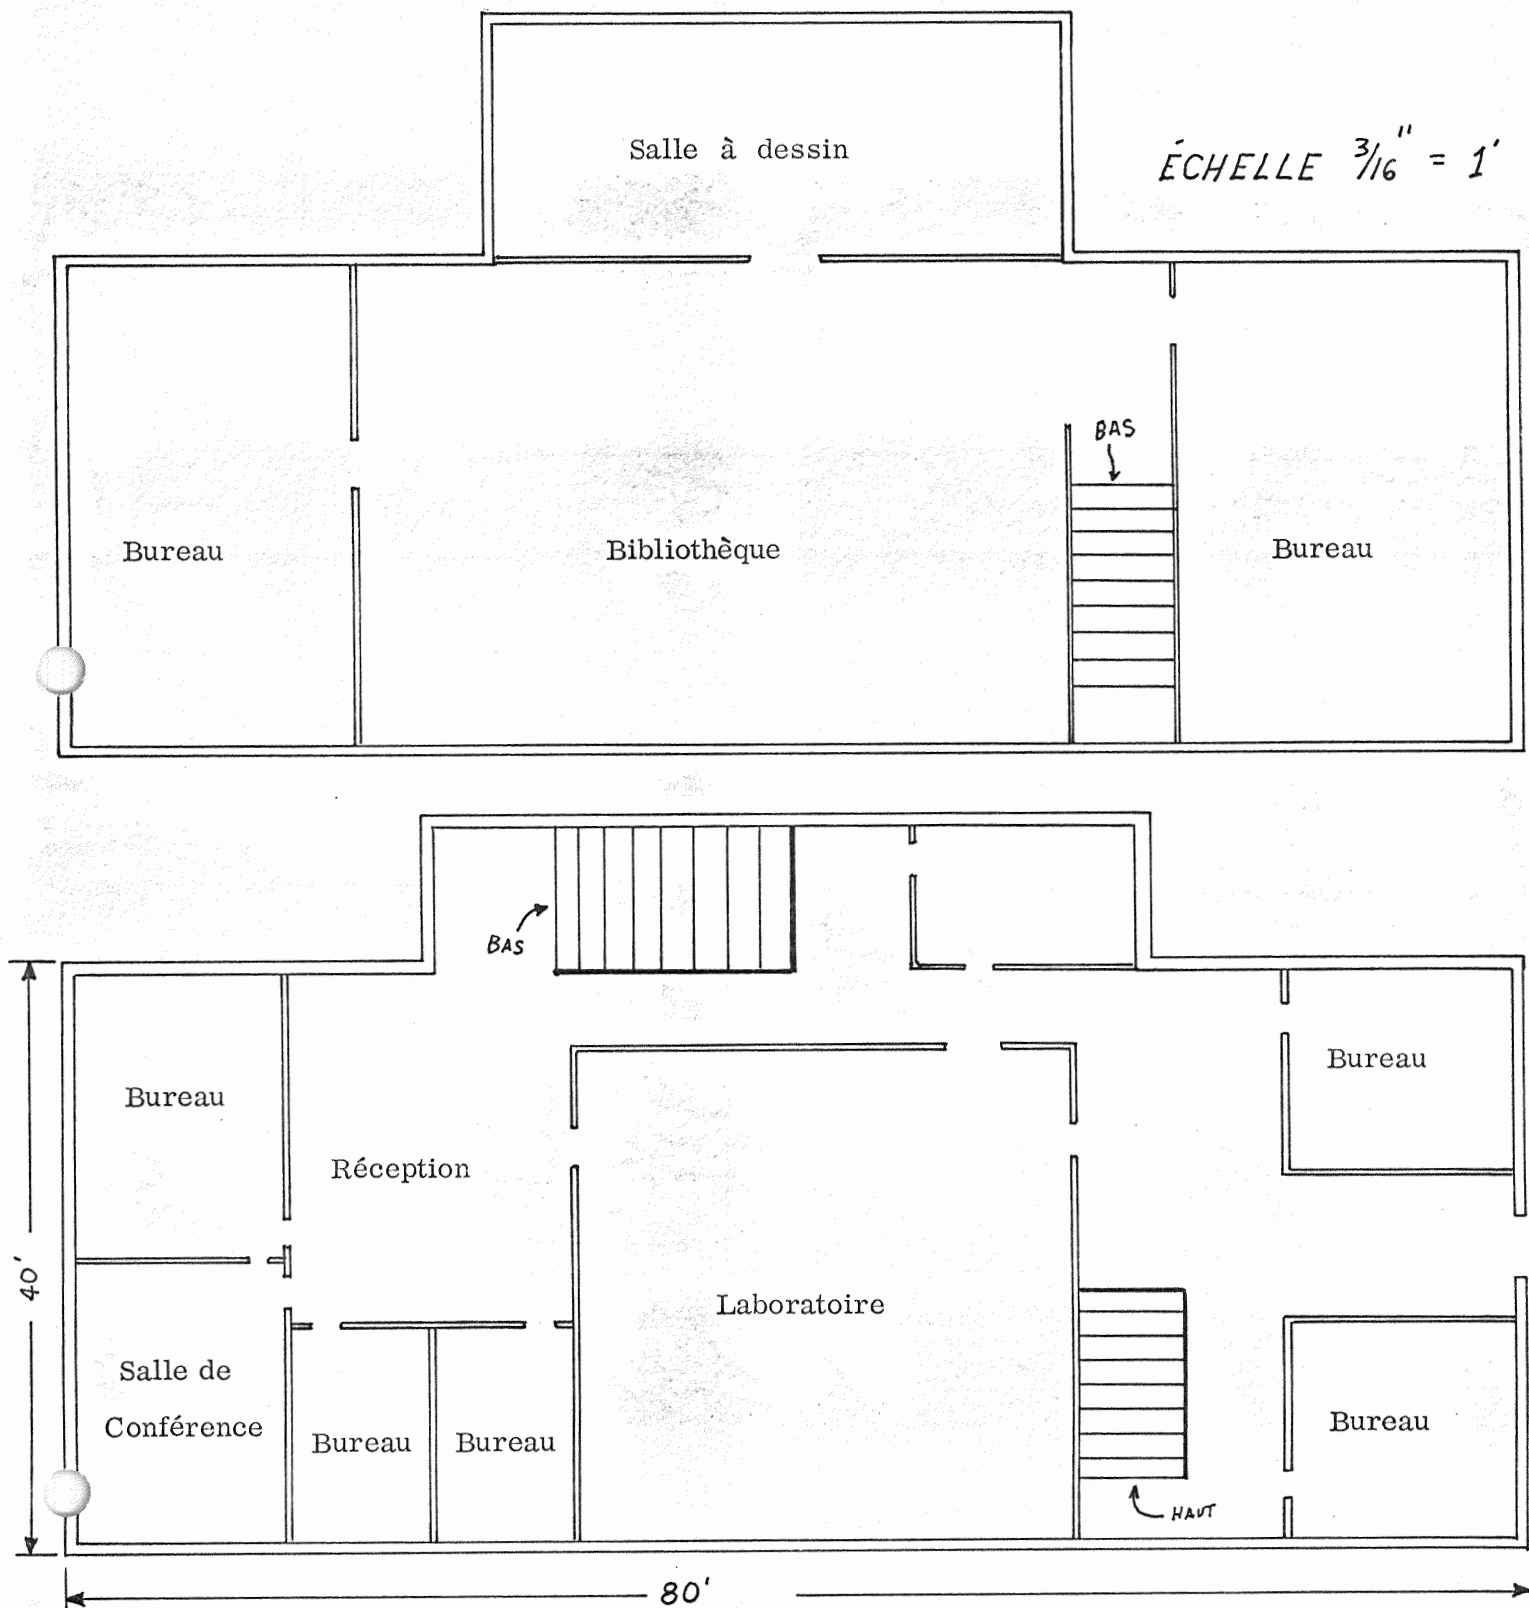 Salle à dessin
ÉCHELLE 3/16" = 1'
BAS
Bureau
Bibliothèque
Bureau
BAS
Bureau
Bureau
Réception
40'
Laboratoire
Salle de
Conférence
Bureau
Bureau
Bureau
HAUT
80'